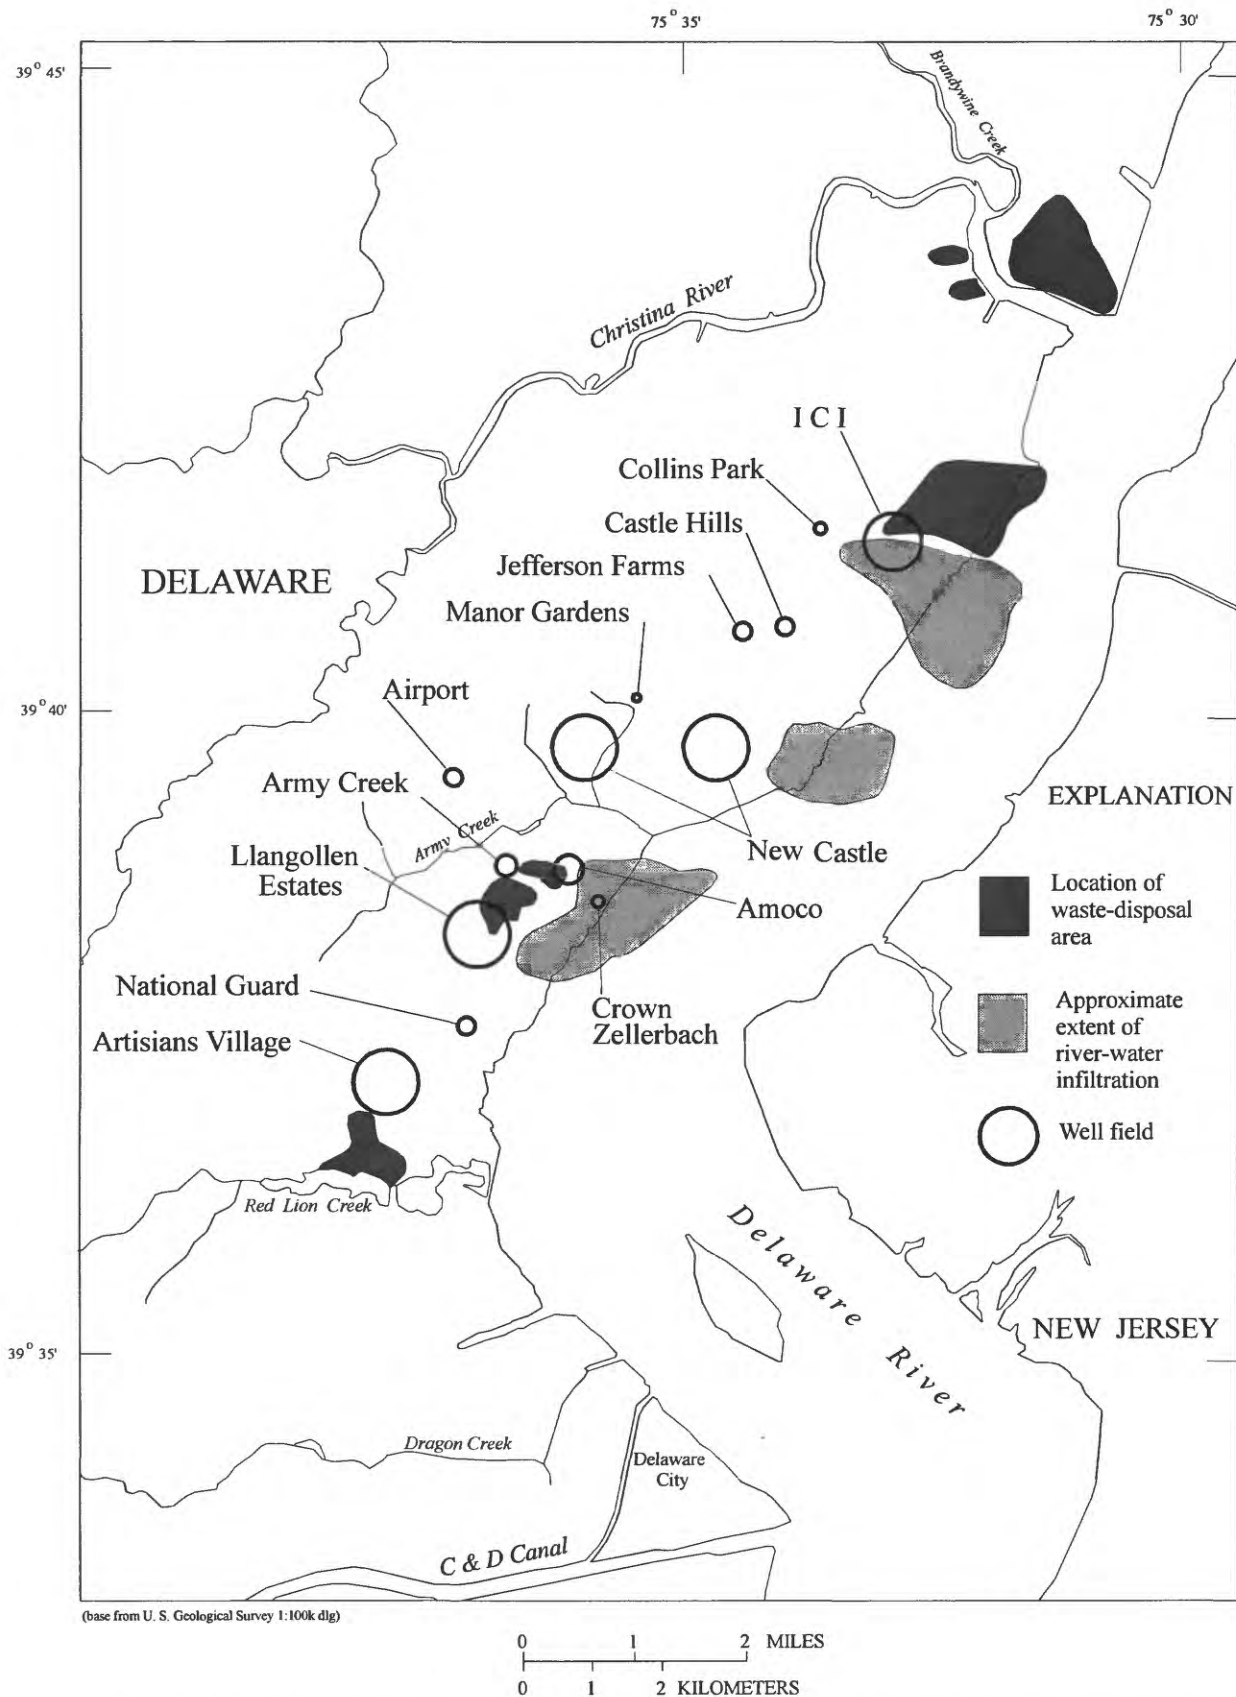 75° 35'
75° 30'
39° 45'
Brandywine Creek
Christina River
I C I
Collins Park
Castle Hills
DELAWARE
Jefferson Farms
Manor Gardens
Airport
39° 40'
Army Creek
EXPLANATION
Army Creek
Llangollen
Estates
New Castle
Location of
waste-disposal
area
Amoco
National Guard
Crown
Zellerbach
Approximate
extent of
river-water
infiltration
Artisians Village
Well field
Red Lion Creek
Delaware River
NEW JERSEY
39° 35'
Dragon Creek
Delaware
City
C & D Canal
(base from U. S. Geological Survey 1:100k dlg)
0 1 2 MILES
0 1 2 KILOMETERS